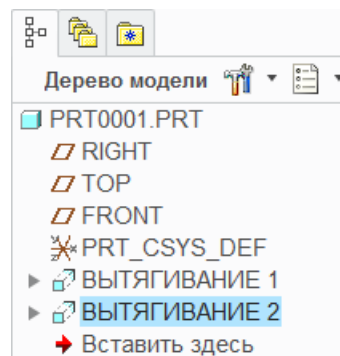 Дерево модели
PRT0001.PRT
RIGHT
TOP
FRONT
PRT_CSYS_DEF
ВЫТЯГИВАНИЕ 1
ВЫТЯГИВАНИЕ 2
Вставить здесь